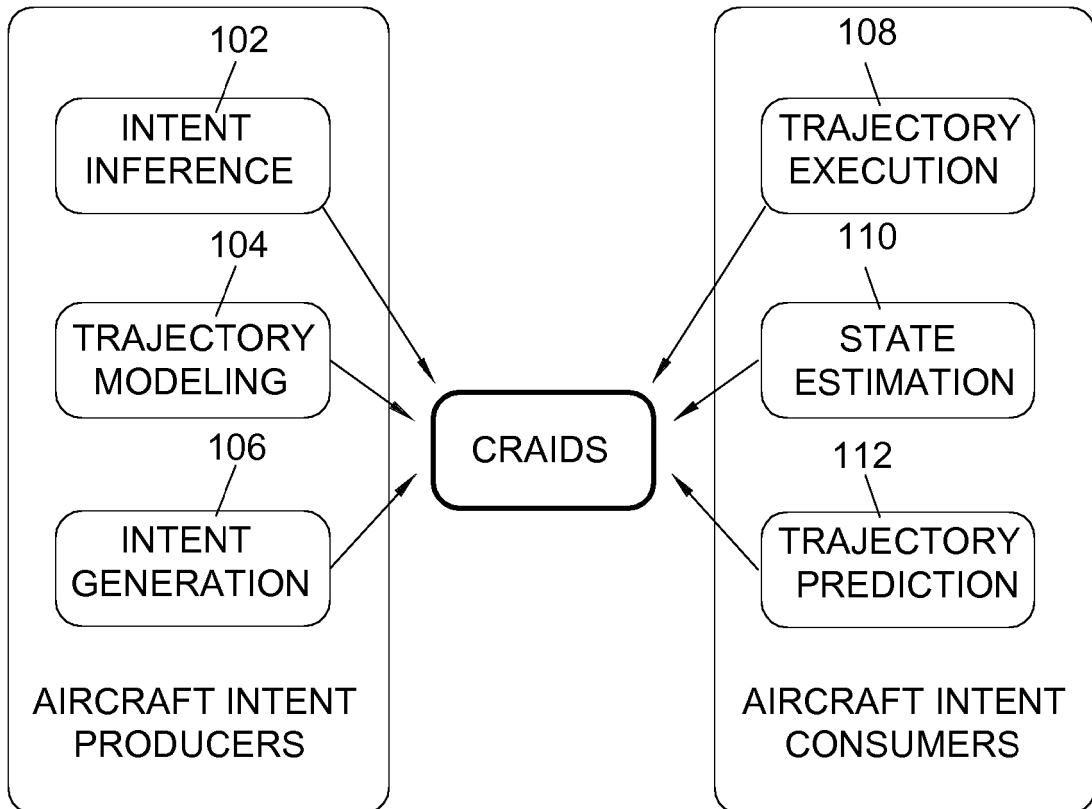 102
INTENT
INFERENCE
104
TRAJECTORY
MODELING
106
INTENT
GENERATION
AIRCRAFT INTENT
PRODUCERS
CRAIDS
108
TRAJECTORY
EXECUTION
110
STATE
ESTIMATION
112
TRAJECTORY
PREDICTION
AIRCRAFT INTENT
CONSUMERS